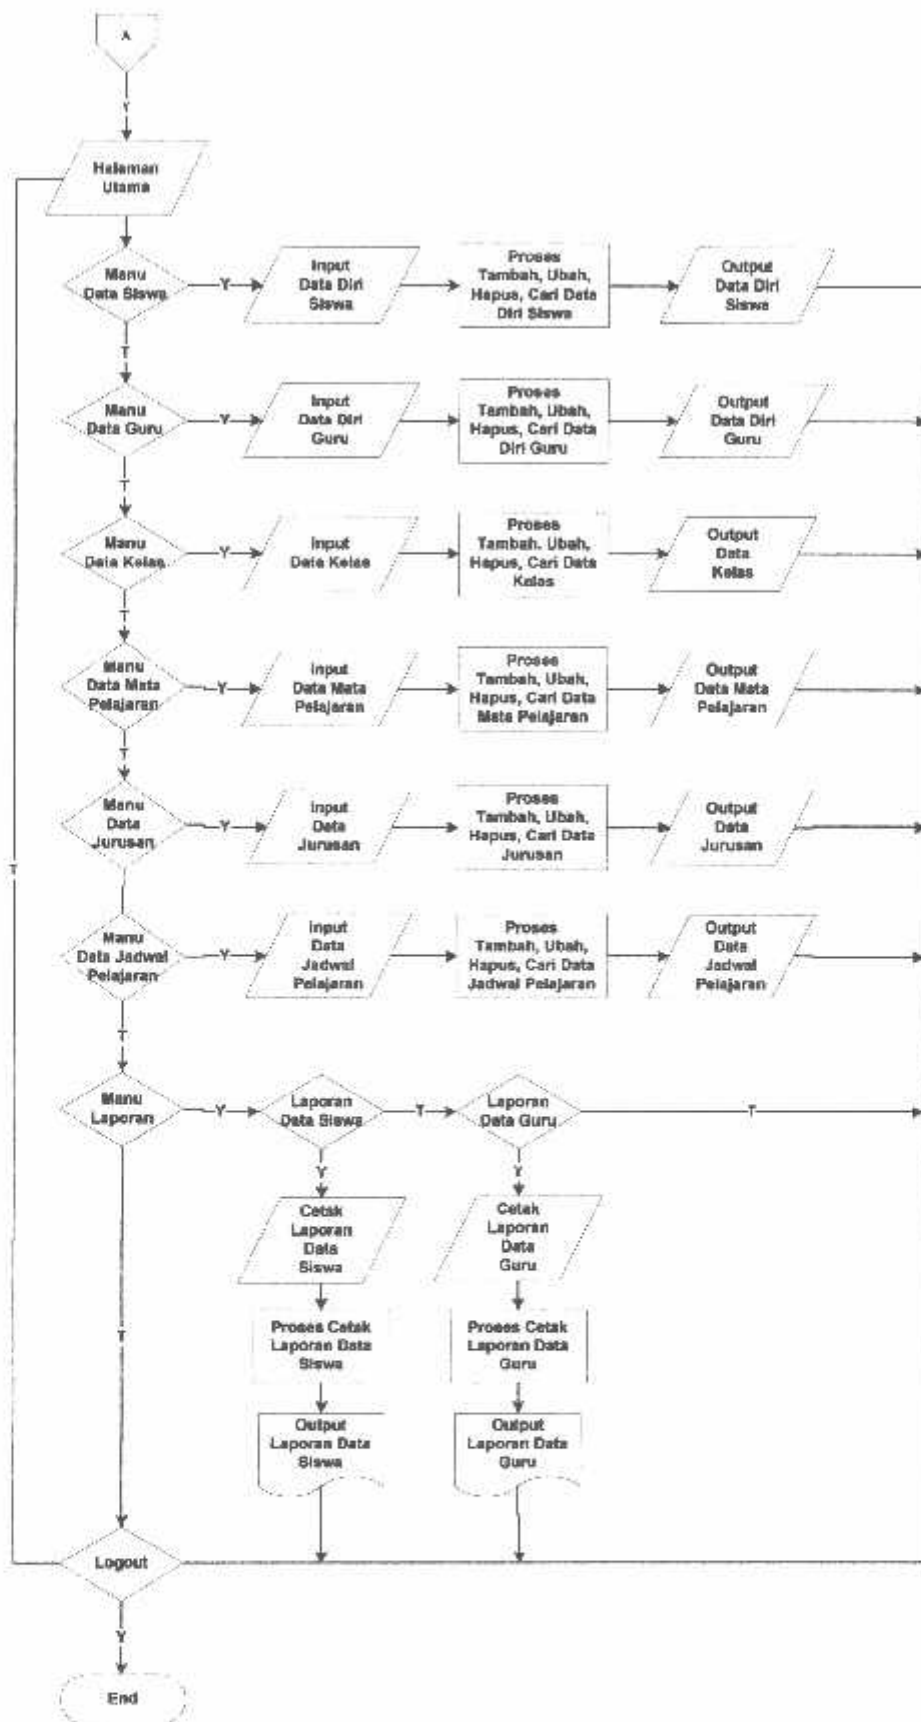 A
Y
Halaman
Utama
Manu
Data Siswa
Y
Input
Data Diri
Siswa
Proses
Tambah, Ubah,
Hapus, Cari Data
Diri Siswa
Output
Data Diri
Siswa
T
Manu
Data Guru
Y
Input
Data Diri
Guru
Proses
Tambah, Ubah,
Hapus, Cari Data
Diri Guru
Output
Data Diri
Guru
T
Manu
Data Kelas
Y
Input
Data Kelas
Proses
Tambah. Ubah,
Hapus, Cari Data
Kelas
Output
Data
Kelas
T
Manu
Data Mata
Pelajaran
Y
Input
Data Mata
Pelajaran
Proses
Tambah, Ubah,
Hapus, Cari Data
Mata Pelajaran
Output
Data Mata
Pelajaran
T
Manu
Data
Jurusan
Y
Input
Data
Jurusan
Proses
Tambah, Ubah,
Hapus, Cari Data
Jurusan
Output
Data
Jurusan
T
Manu
Data Jadwal
Pelajaran
Y
Input
Data
Jadwal
Pelajaran
Proses
Tambah, Ubah,
Hapus, Cari Data
Jadwal Pelajaran
Output
Data
Jadwal
Pelajaran
T
Manu
Laporan
Y
Laporan
Data Siswa
T
Laporan
Data Guru
T
Y
Y
Cetak
Laporan
Data
Siswa
Cetak
Laporan
Data
Guru
T
Proses Cetak
Laporan Data
Siswa
Proses Cetak
Laporan Data
Guru
Output
Laporan Data
Siswa
Output
Laporan Data
Guru
Logout
Y
End